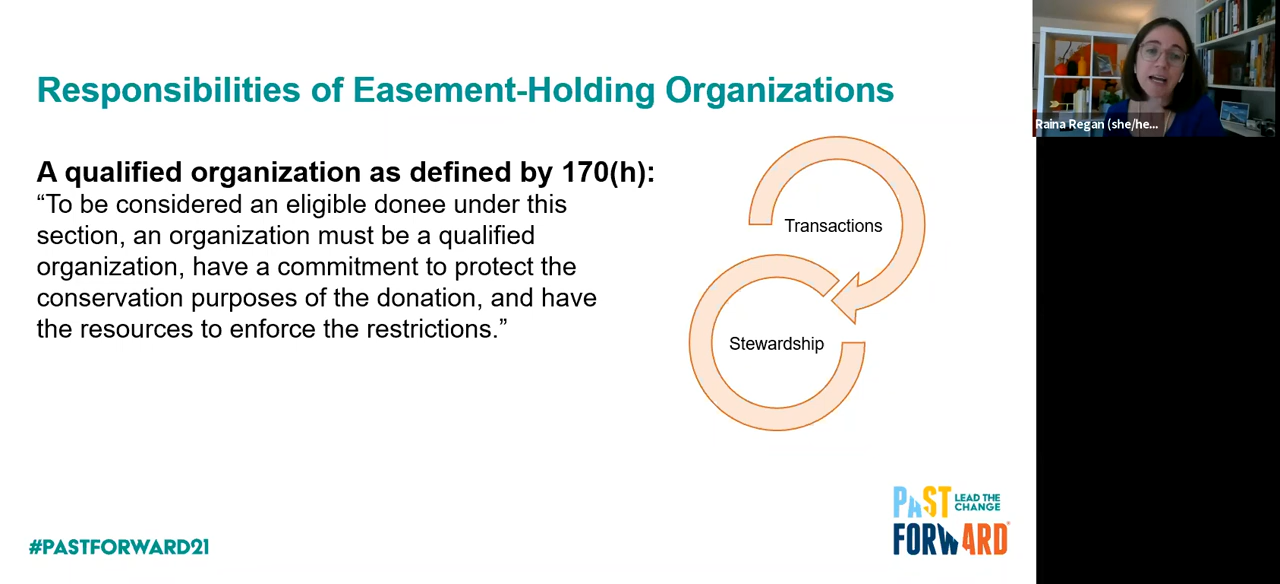 Responsibilities of Easement-Holding Organizations
A qualified organization as defined by 170(h):
“To be considered an eligible donee under this
section, an organization must be a qualified
organization, have a commitment to protect the
conservation purposes of the donation, and have
the resources to enforce the restrictions.”
Transactions
Stewardship
#PASTFORWARD21
PAST LEAD THE
CHANGE
FORWARD®
Raina Regan (she/he...